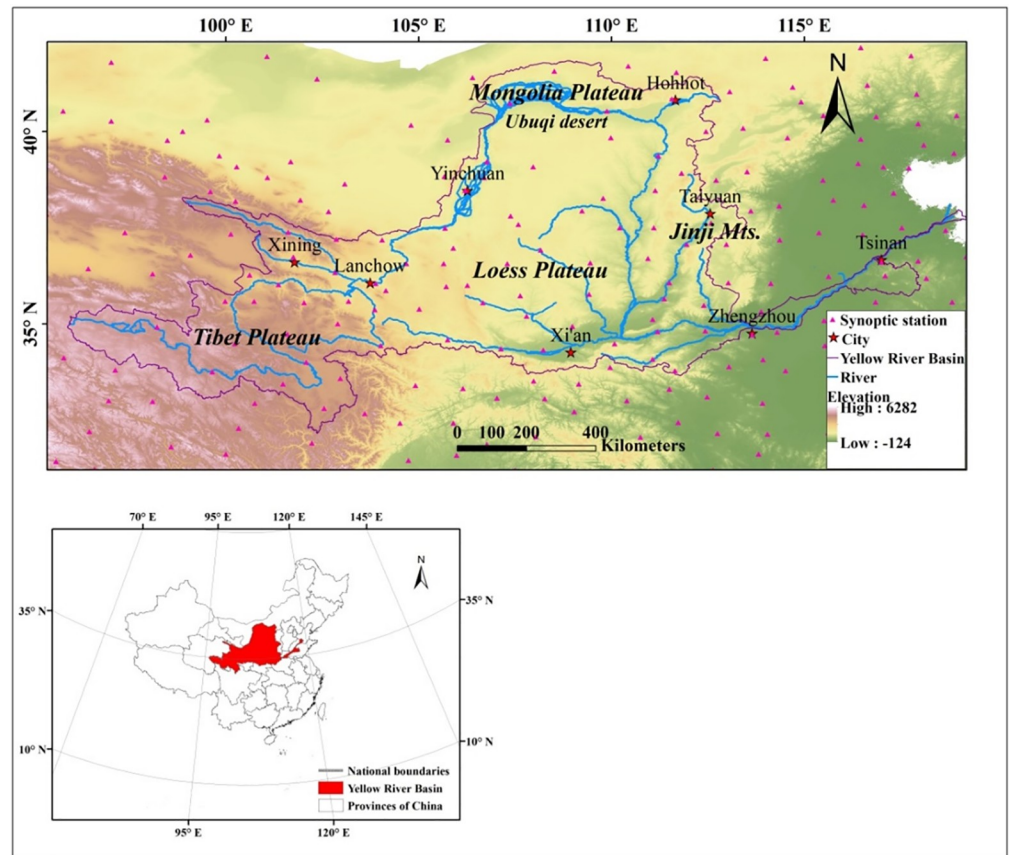 100° E 105° E 110° E 115° E
N
Hohhot
Mongolia Plateau
Ubuqi desert
40° N
Yinchuan
Taiyuan
Jinji Mts.
Xining
Tsinan
Lanchow
Loess Plateau
35° N
Zhengzhou
Tibet Plateau
Xi'an
Synoptic station
City
Yellow River Basin
River
Elevation
High : 6282
Low : -124
0 100 200 400
Kilometers
70° E 95° E 120° E 145° E
N
35° N 35° N
10° N 10° N
National boundaries
Yellow River Basin
Provinces of China
95° E 120° E